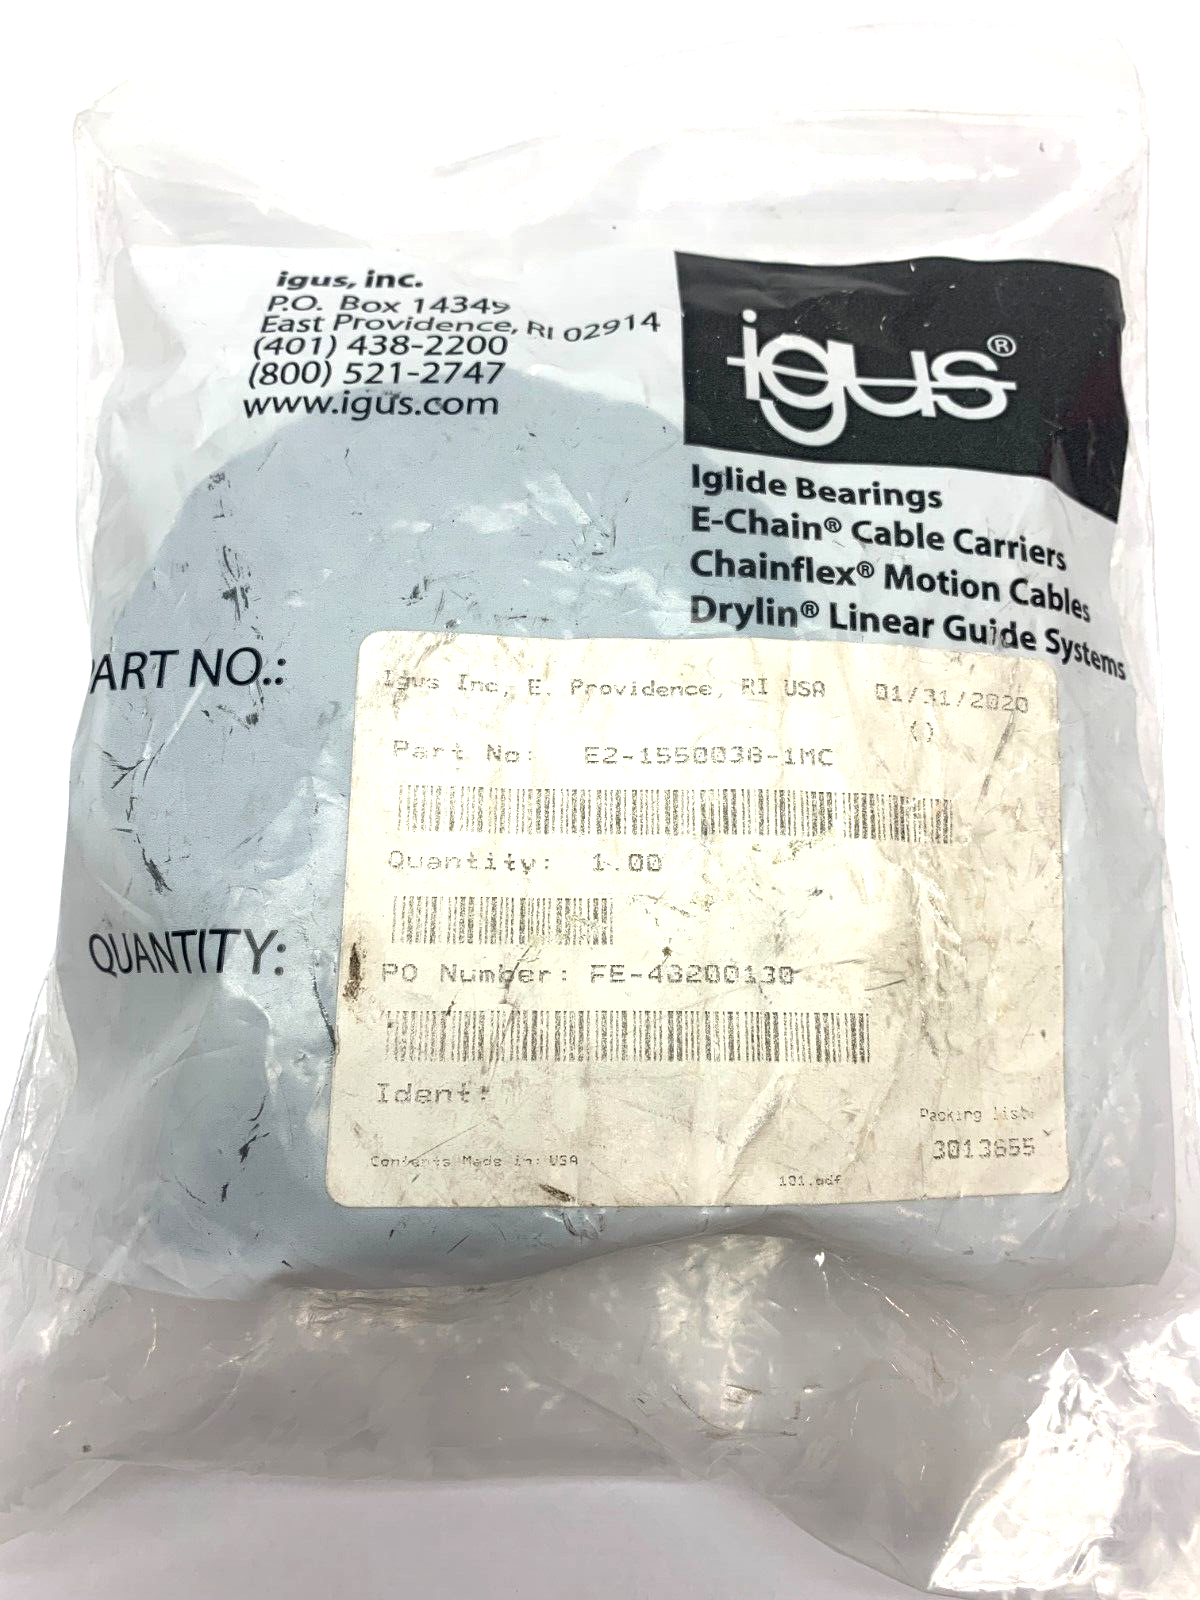 igus, inc.
P.O. Box 14349
East Providence, RI 02914
(401) 438-2200
(800) 521-2747
www.igus.com
igus®
Iglide Bearings
E-Chain® Cable Carriers
Chainflex® Motion Cables
Drylin® Linear Guide Systems
PART NO.:
Igus Inc, E. Providence, RI USA 01/31/2020
()
Part No: E2-1550038-1MC
Quantity: 1.00
QUANTITY:
PO Number: FE-43200130
Ident:
Packing list:
3013655
Contents Made in: USA